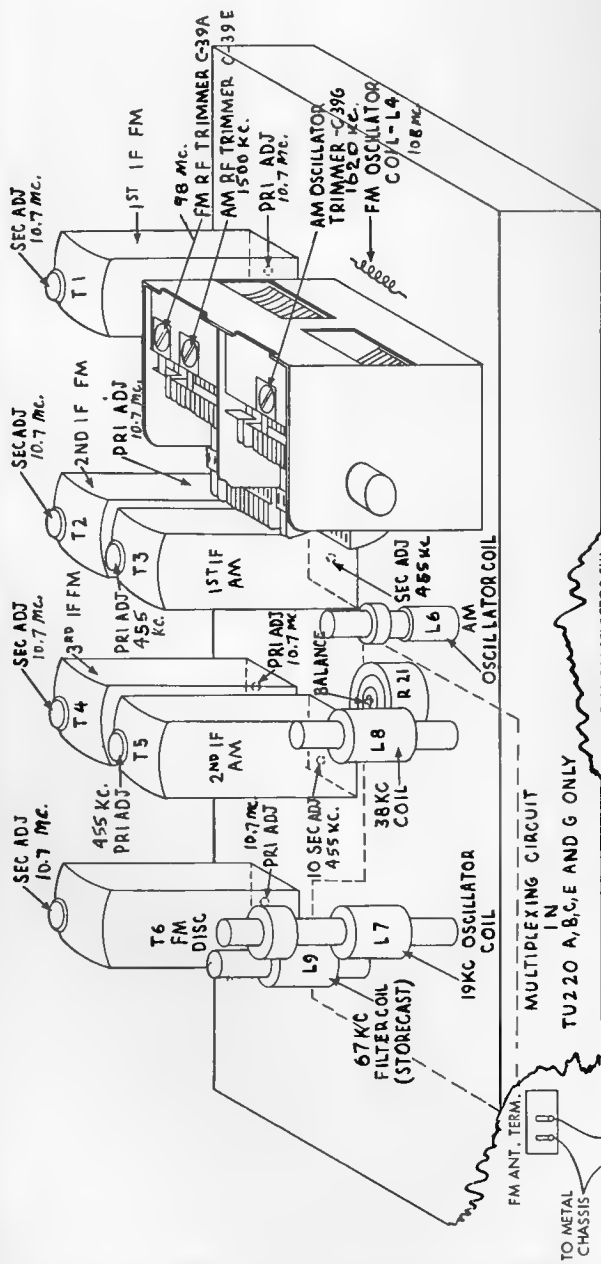 SEC ADJ
10.7 MC.
T1
1ST IF FM
98 MC.
FM RF TRIMMER C-39A
AM RF TRIMMER C-39E
1500 KC.
PRI ADJ
10.7 MC.
AM OSCILLATOR
TRIMMER-C-39G
1620 KC.
FM OSCILLATOR
COIL-L4
108 MC.
SEC ADJ
10.7 MC.
T2
2ND IF FM
PRI ADJ
10.7 MC.
T3
PRI ADJ
455
KC.
1ST IF
AM
SEC ADJ
455 KC.
L6
AM
OSCILLATOR COIL
SEC ADJ
10.7 MC.
T4
3RD IF FM
PRI ADJ
10.7 MC.
T5
455 KC.
PRI ADJ
2ND IF
AM
BALANCE
R 21
L8
38KC
COIL
10 SEC ADJ
455 KC.
SEC ADJ
10.7 MC.
T6
FM
DISC
10.7 MC.
PRI ADJ
L9
L7
67 KC
FILTER COIL
(STORECAST)
19KC OSCILLATOR
COIL
MULTIPLEXING CIRCUIT
IN
TU220 A,B,C,E AND G ONLY
FM ANT. TERM.
TO METAL
CHASSIS